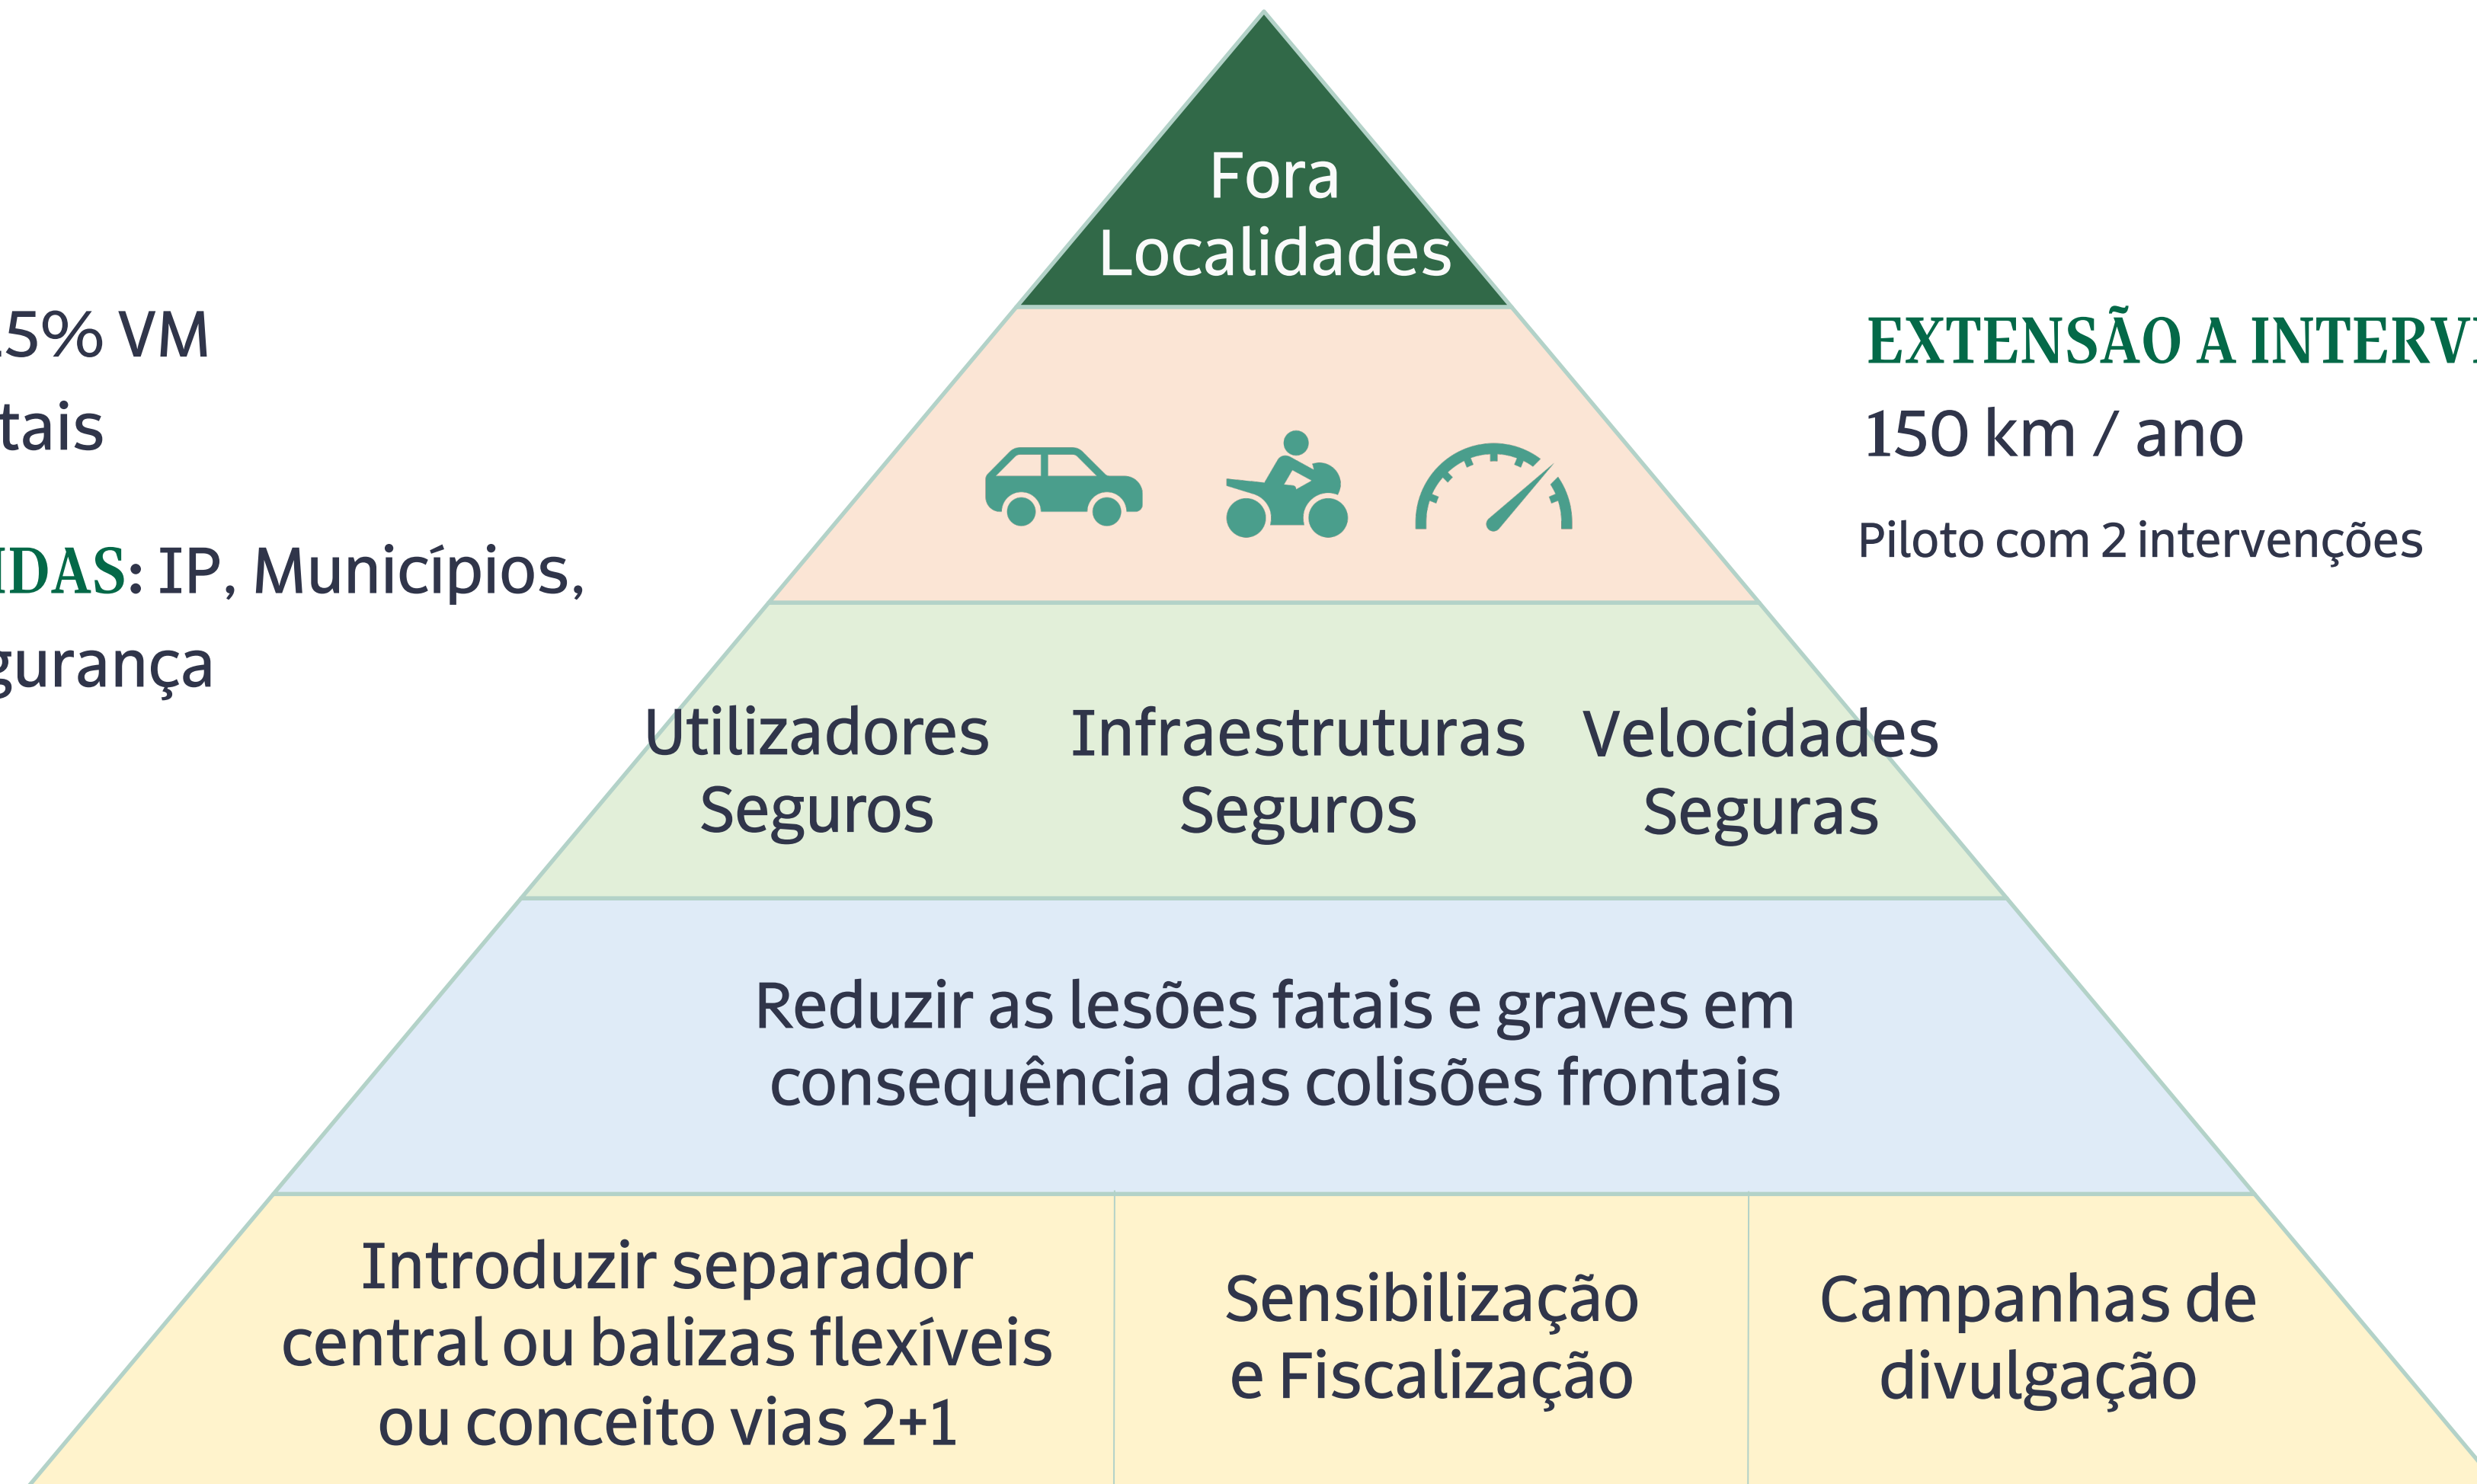 Fora
Localidades
5% VM
tais
IDAS: IP, Municípios,
gurança
EXTENSÃO A INTERV
150 km / ano
Piloto com 2 intervenções
Utilizadores
Seguros
Infraestruturas
Seguros
Velocidades
Seguras
Reduzir as lesões fatais e graves em
consequência das colisões frontais
Introduzir separador
central ou balizas flexíveis
ou conceito vias 2+1
Sensibilização
e Fiscalização
Campanhas de
divulgação